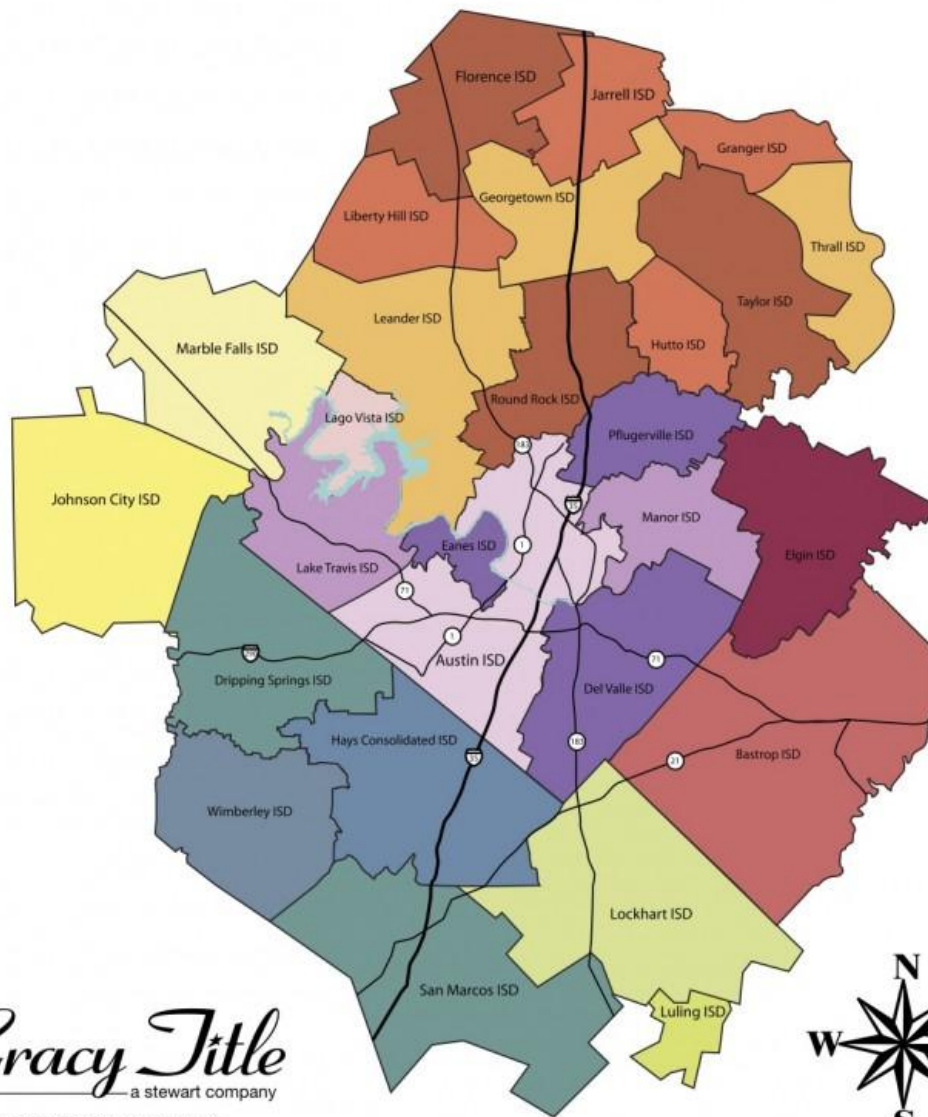 Florence ISD
Jarrell ISD
Granger ISD
Georgetown ISD
Liberty Hill ISD
Thrall ISD
Taylor ISD
Leander ISD
Hutto ISD
Marble Falls ISD
Round Rock ISD
Lago Vista ISD
Pflugerville ISD
183
Johnson City ISD
35
Manor ISD
1
Eanes ISD
Elgin ISD
Lake Travis ISD
71
1
Austin ISD
71
290
Dripping Springs ISD
Del Valle ISD
Hays Consolidated ISD
183
35
21
Bastrop ISD
Wimberley ISD
Lockhart ISD
San Marcos ISD
Luling ISD
N
W
Gracy Title
a stewart company